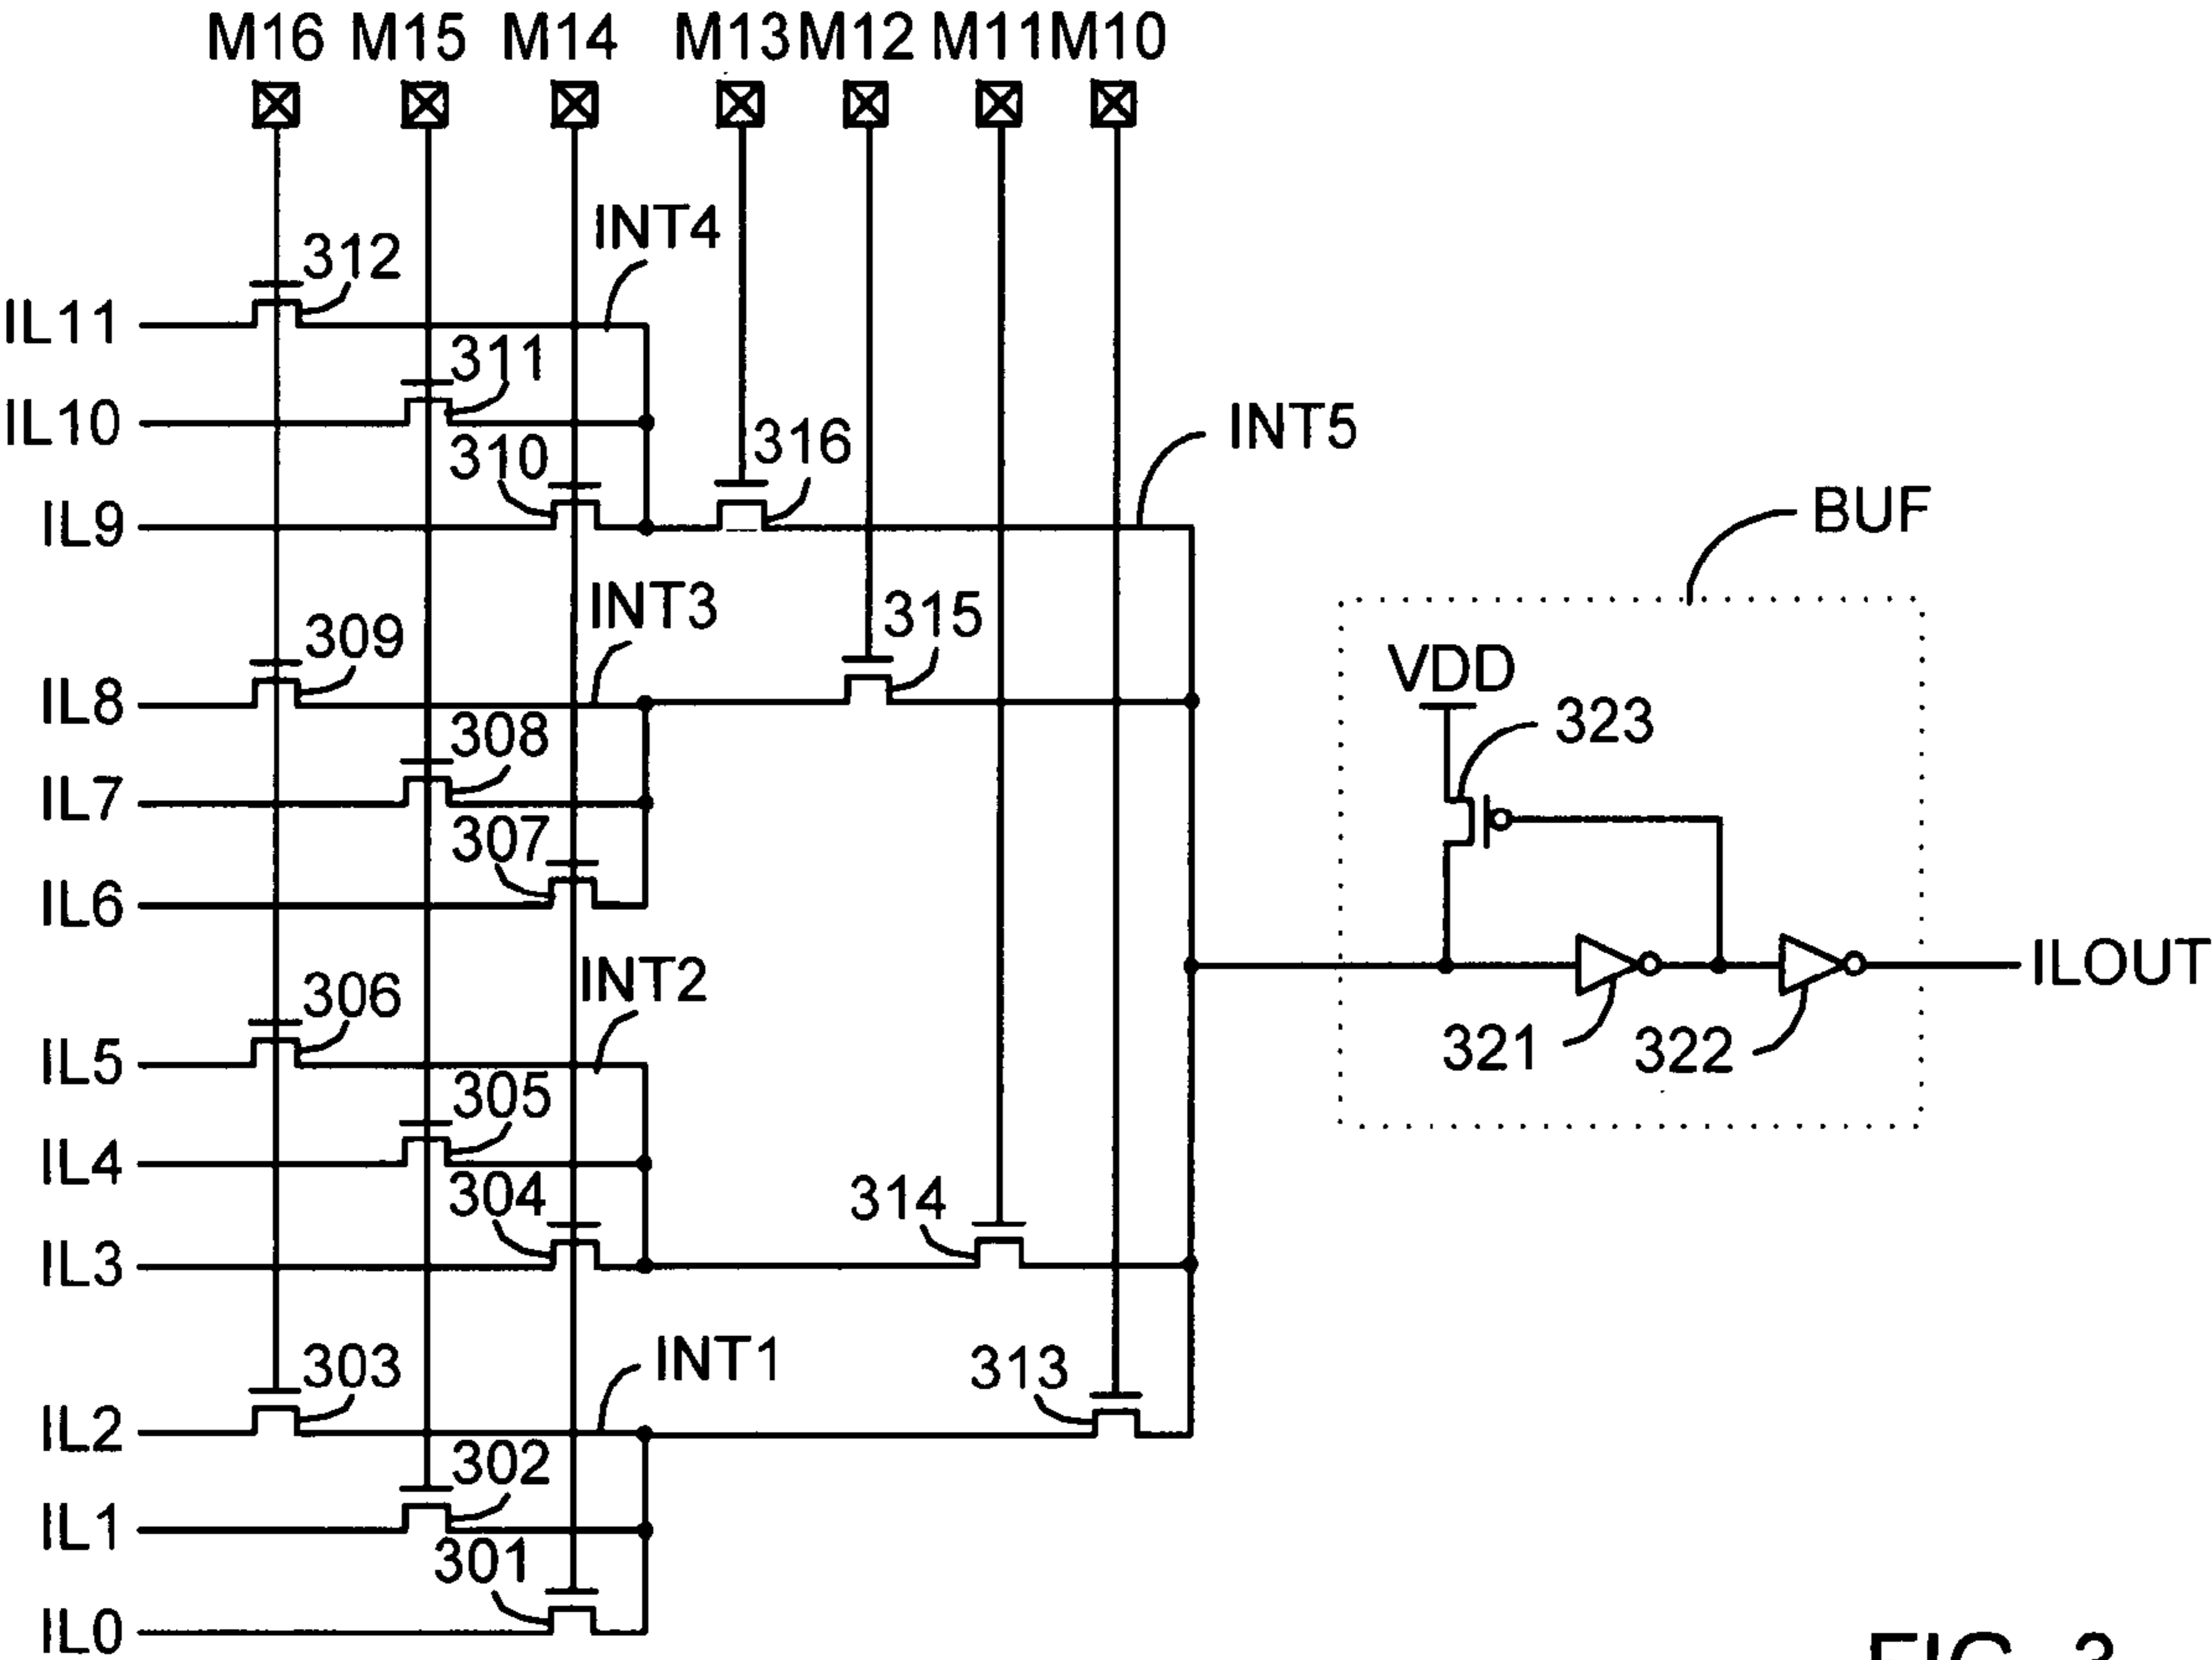 M16 M15 M14 M13 M12 M11 M10
INT4
312
IL11
311
IL10
310
316
INT5
IL9
BUF
INT3
315
309
VDD
IL8
308
323
IL7
307
IL6
INT2
ILOUT
306
321
322
IL5
305
IL4
304
314
IL3
INT1
303
313
IL2
302
IL1
301
IL0
FIG. 3